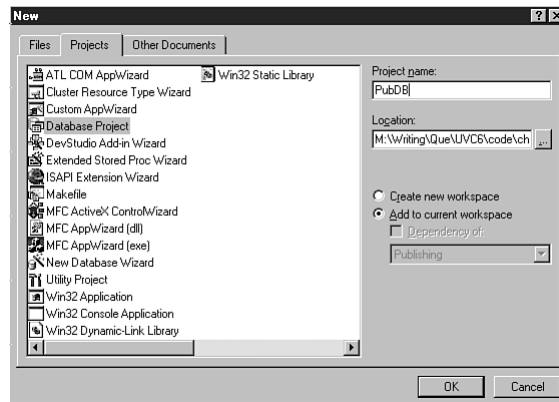 New
Files Projects Other Documents
ATL COM AppWizard
Cluster Resource Type Wizard
Custom AppWizard
Database Project
DevStudio Add-in Wizard
Extended Stored Proc Wizard
ISAPI Extension Wizard
Makefile
MFC ActiveX ControlWizard
MFC AppWizard (dll)
MFC AppWizard (exe)
New Database Wizard
Utility Project
Win32 Application
Win32 Console Application
Win32 Dynamic-Link Library
Win32 Static Library
Project name:
PubDB
Location:
M:\Writing\Que\UVC6\code\ch
...
Create new workspace
Add to current workspace
Dependency of:
Publishing
OK Cancel